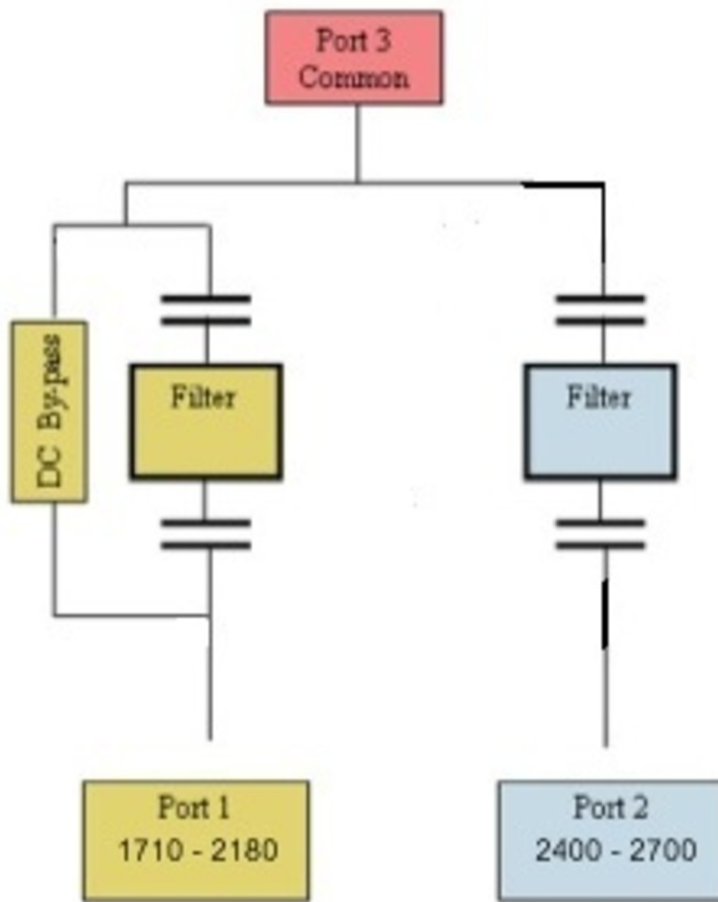 Port 3
Common
DC By-pass
Filter
Filter
Port 1
1710 - 2180
Port 2
2400 - 2700